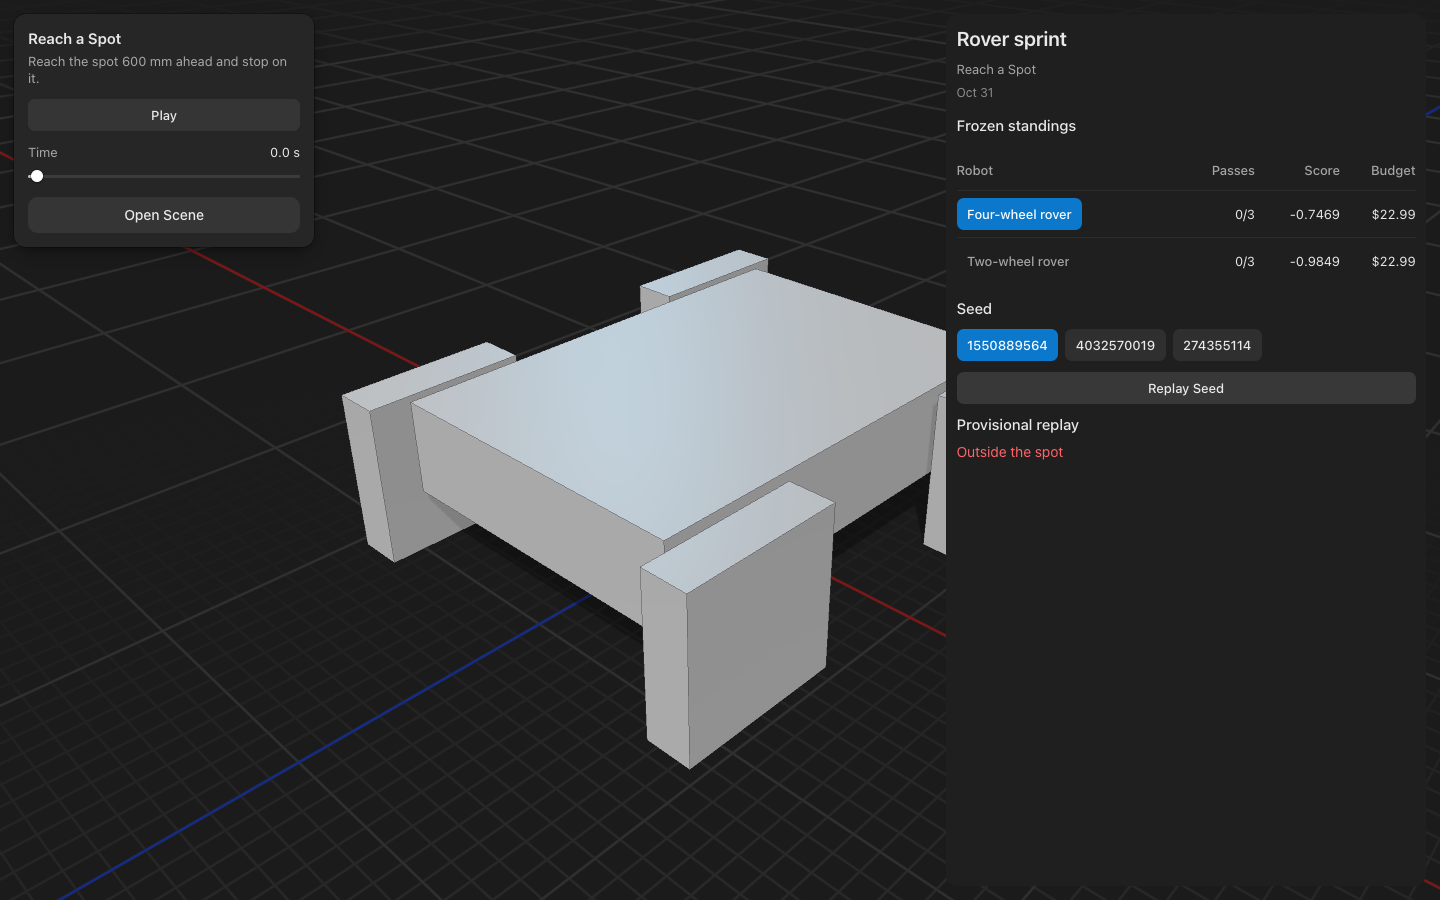 Reach a Spot
Reach the spot 600 mm ahead and stop on
it.
Play
Time 0.0 s
Open Scene
Rover sprint
Reach a Spot
Oct 31
Frozen standings
Robot Passes Score Budget
Four-wheel rover 0/3 -0.7469 $22.99
Two-wheel rover 0/3 -0.9849 $22.99
Seed
1550889564 4032570019 274355114
Replay Seed
Provisional replay
Outside the spot